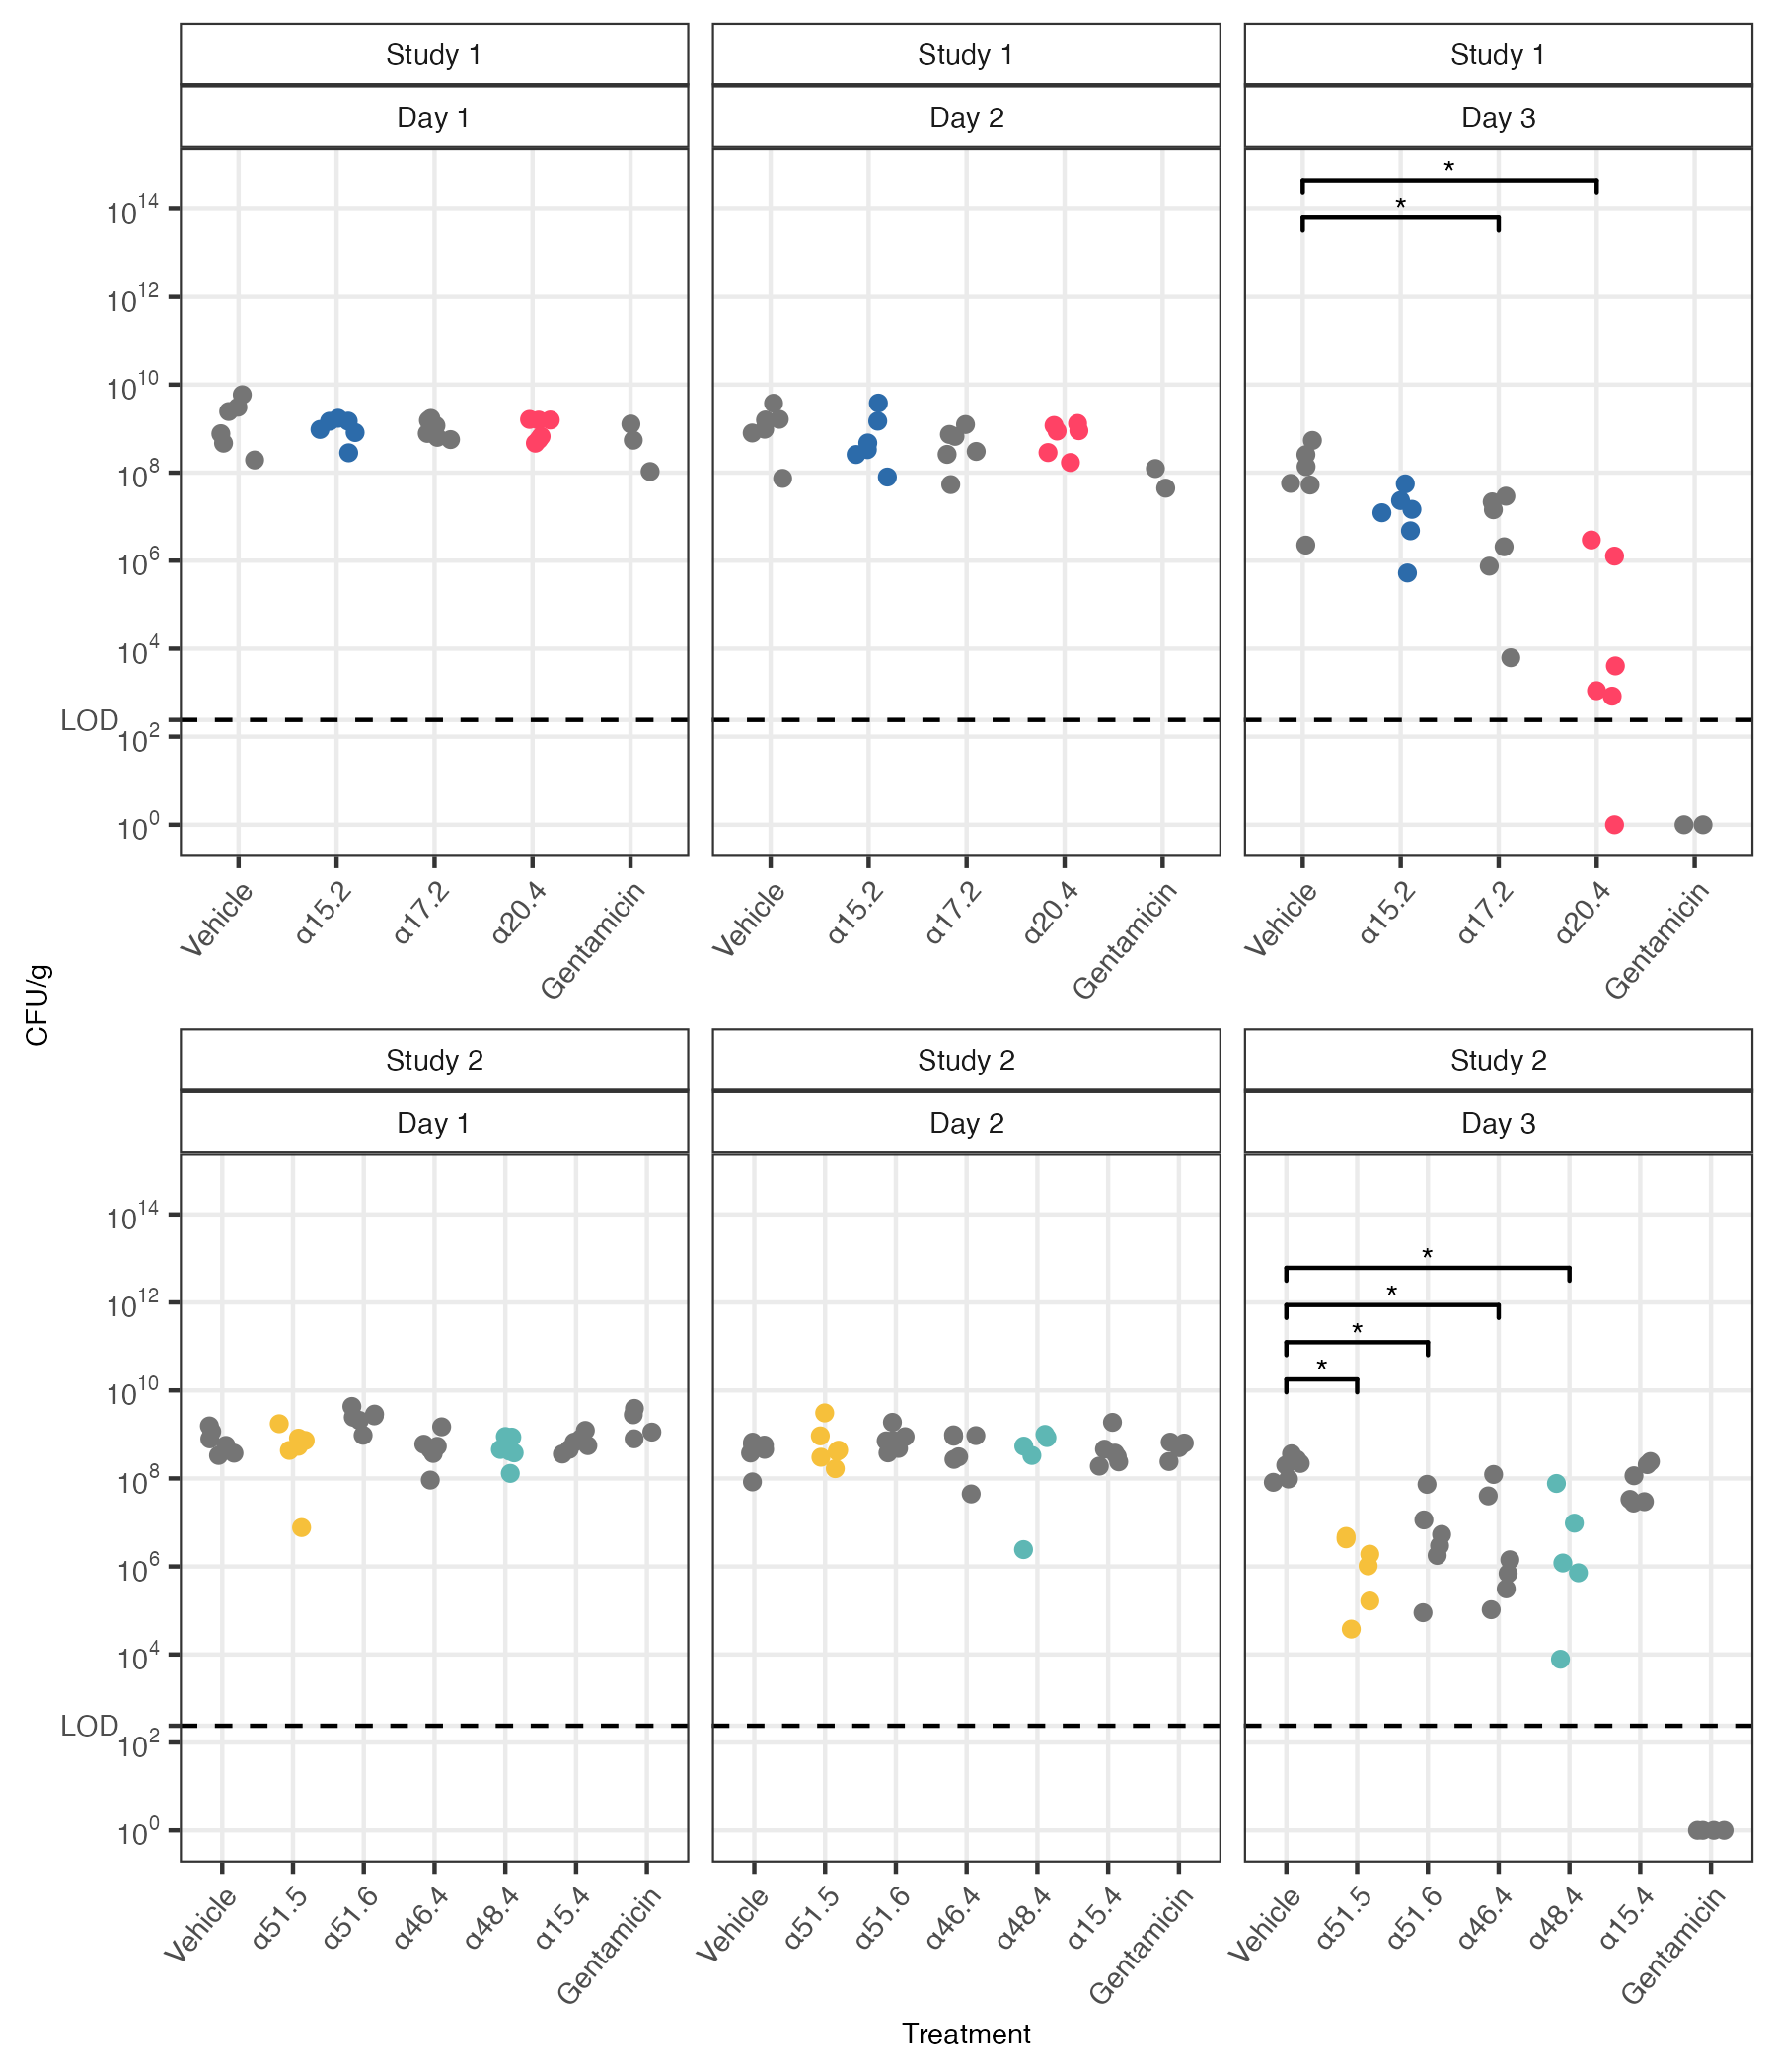 Study 1
Study 1
Study 1
Day 1
Day 2
Day 3
*
*
10^14
10^12
10^10
10^8
10^6
10^4
LOD
10^2
10^0
Vehicle
α15.2
α17.2
α20.4
Gentamicin
Vehicle
α15.2
α17.2
α20.4
Gentamicin
Vehicle
α15.2
α17.2
α20.4
Gentamicin
CFU/g
Study 2
Study 2
Study 2
Day 1
Day 2
Day 3
*
*
*
*
10^14
10^12
10^10
10^8
10^6
10^4
LOD
10^2
10^0
Vehicle
α51.5
α51.6
α46.4
α48.4
α15.4
Gentamicin
Vehicle
α51.5
α51.6
α46.4
α48.4
α15.4
Gentamicin
Vehicle
α51.5
α51.6
α46.4
α48.4
α15.4
Gentamicin
Treatment